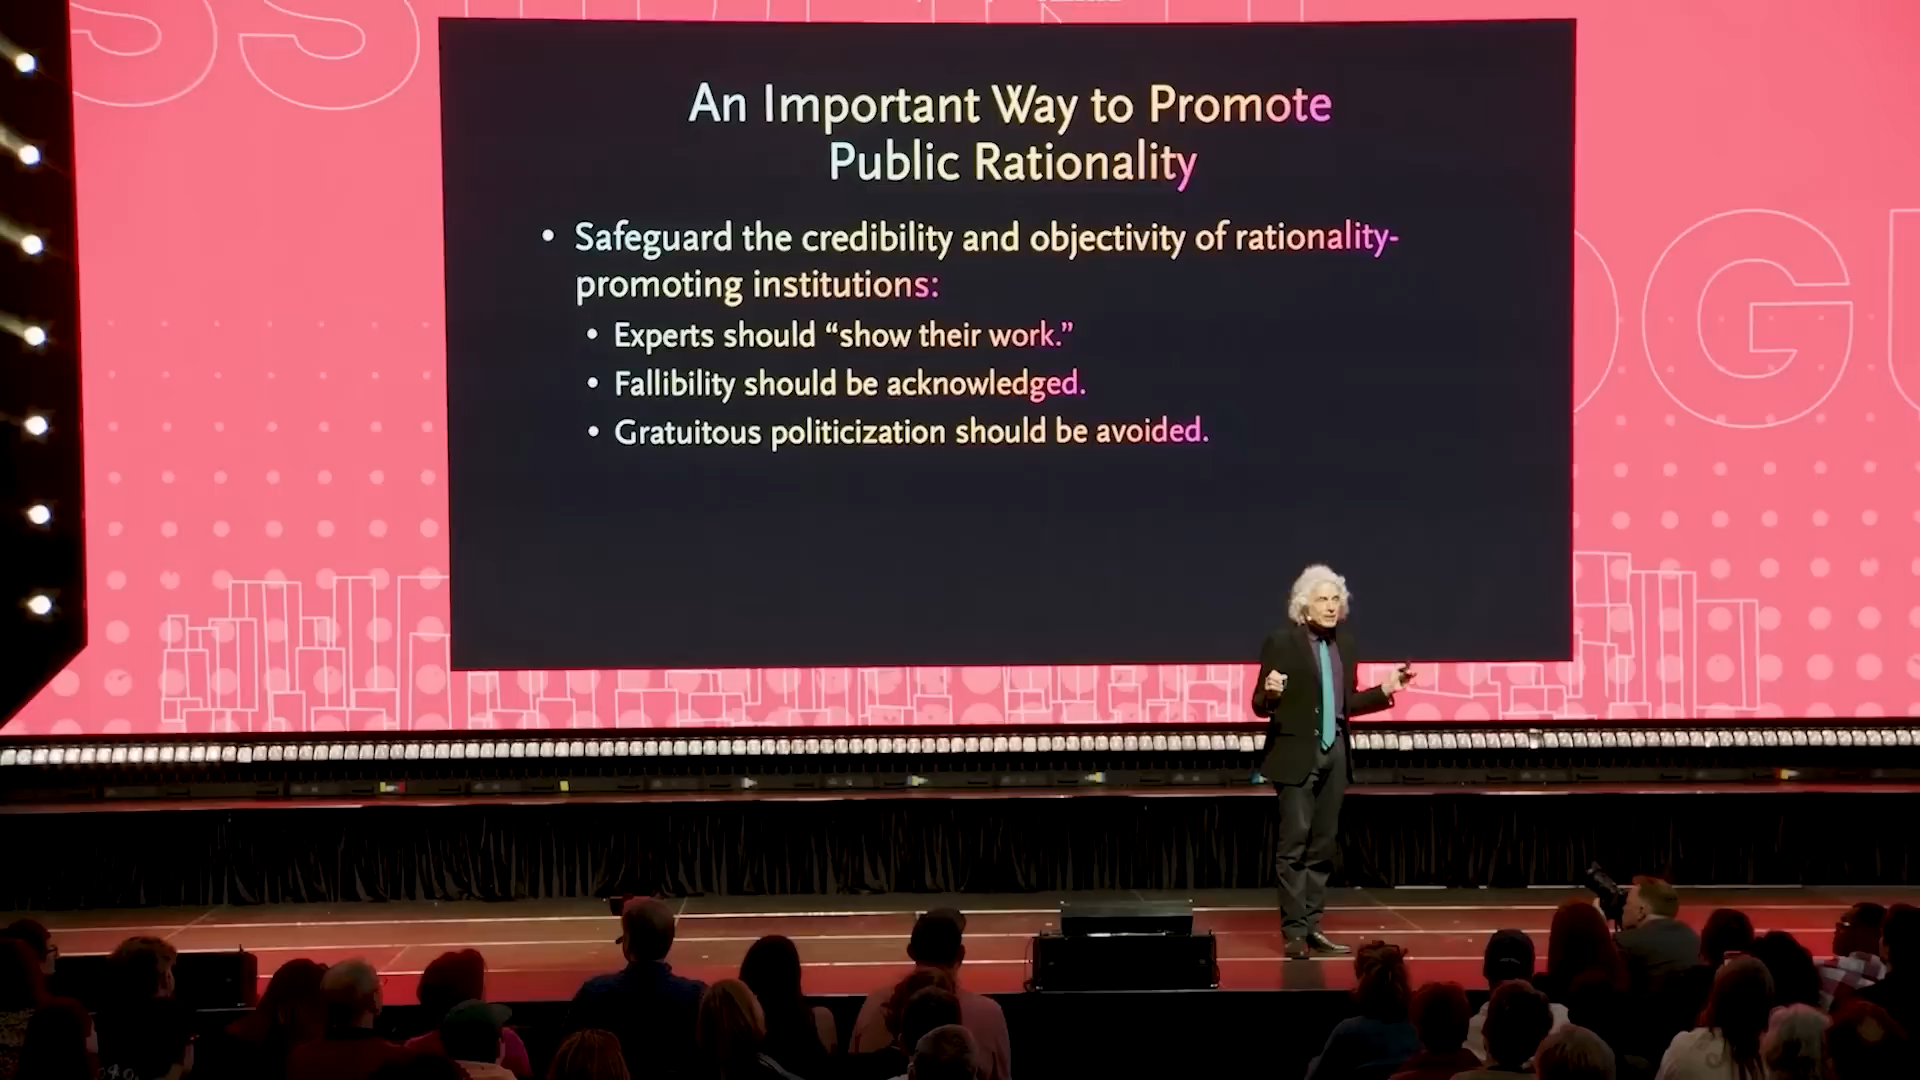 An Important Way to Promote
Public Rationality
• Safeguard the credibility and objectivity of rationality-
promoting institutions:
• Experts should “show their work.”
• Fallibility should be acknowledged.
• Gratuitous politicization should be avoided.